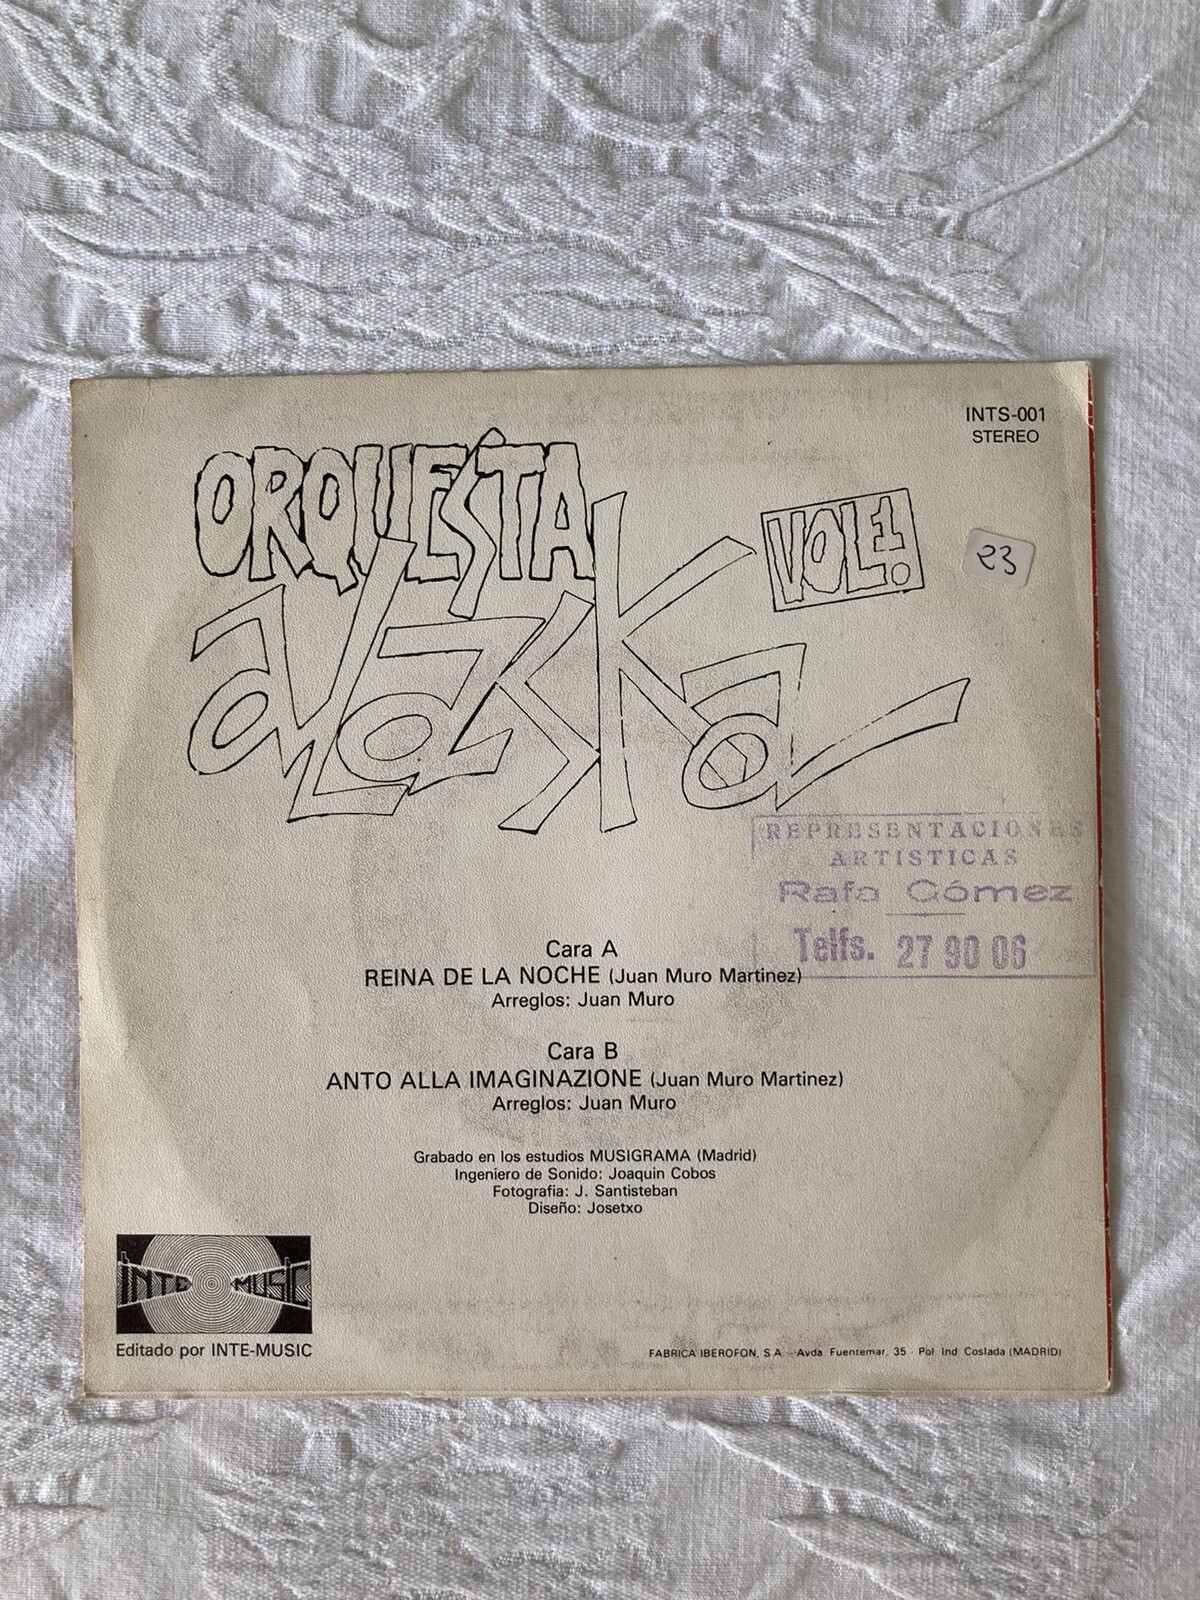 INTS-001
STEREO
ORQUESTA
alaska
VOL 1!
e3
REPRESENTACIONES
ARTISTICAS
Rafa Gómez
Telfs. 27 90 06
Cara A
REINA DE LA NOCHE (Juan Muro Martinez)
Arreglos: Juan Muro
Cara B
ANTO ALLA IMAGINAZIONE (Juan Muro Martinez)
Arreglos: Juan Muro
Grabado en los estudios MUSIGRAMA (Madrid)
Ingeniero de Sonido: Joaquin Cobos
Fotografia: J. Santisteban
Diseño: Josetxo
INTE MUSIC
Editado por INTE-MUSIC
FABRICA IBEROFON, S.A. - Avda. Fuentemar, 35 - Pol. Ind. Coslada (MADRID)